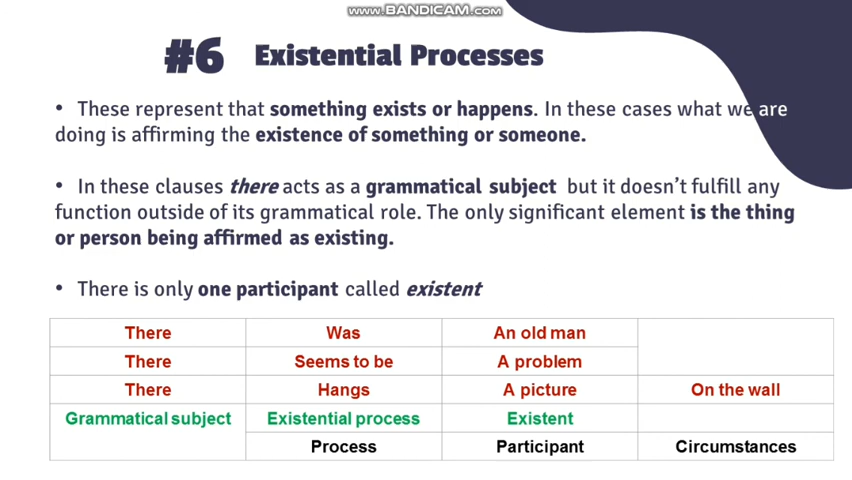 www.BANDICAM.com
#6 Existential Processes
• These represent that something exists or happens. In these cases what we are
doing is affirming the existence of something or someone.
• In these clauses there acts as a grammatical subject but it doesn't fulfill any
function outside of its grammatical role. The only significant element is the thing
or person being affirmed as existing.
• There is only one participant called existent
There Was An old man
There Seems to be A problem
There Hangs A picture On the wall
Grammatical subject Existential process Existent
Process Participant Circumstances